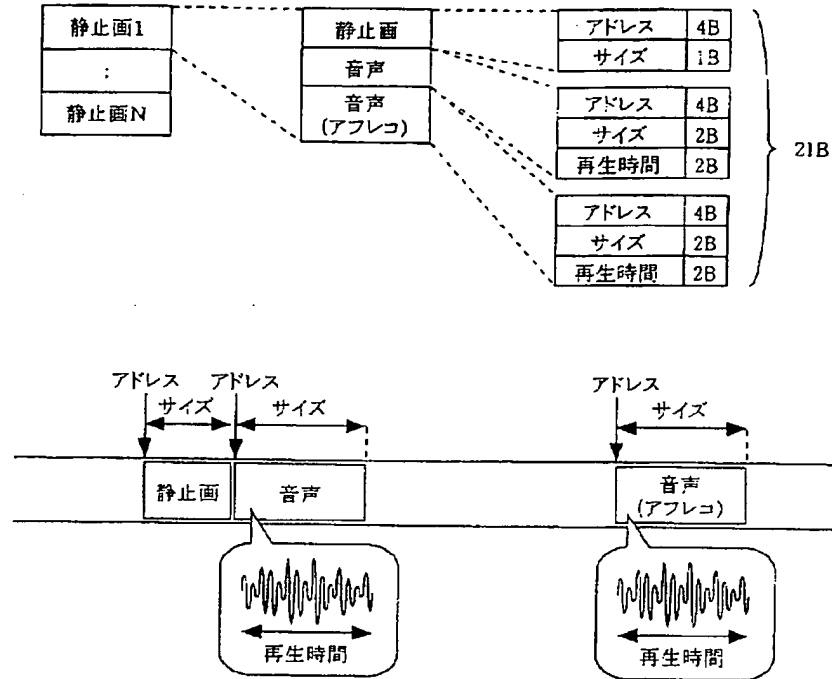 静止画1
:
静止画N
静止画
音声
音声
(アフレコ)
アドレス 4B
サイズ 1B
アドレス 4B
サイズ 2B
再生時間 2B
アドレス 4B
サイズ 2B
再生時間 2B
21B
アドレス アドレス
サイズ サイズ
アドレス
サイズ
静止画 音声
音声
(アフレコ)
再生時間
再生時間